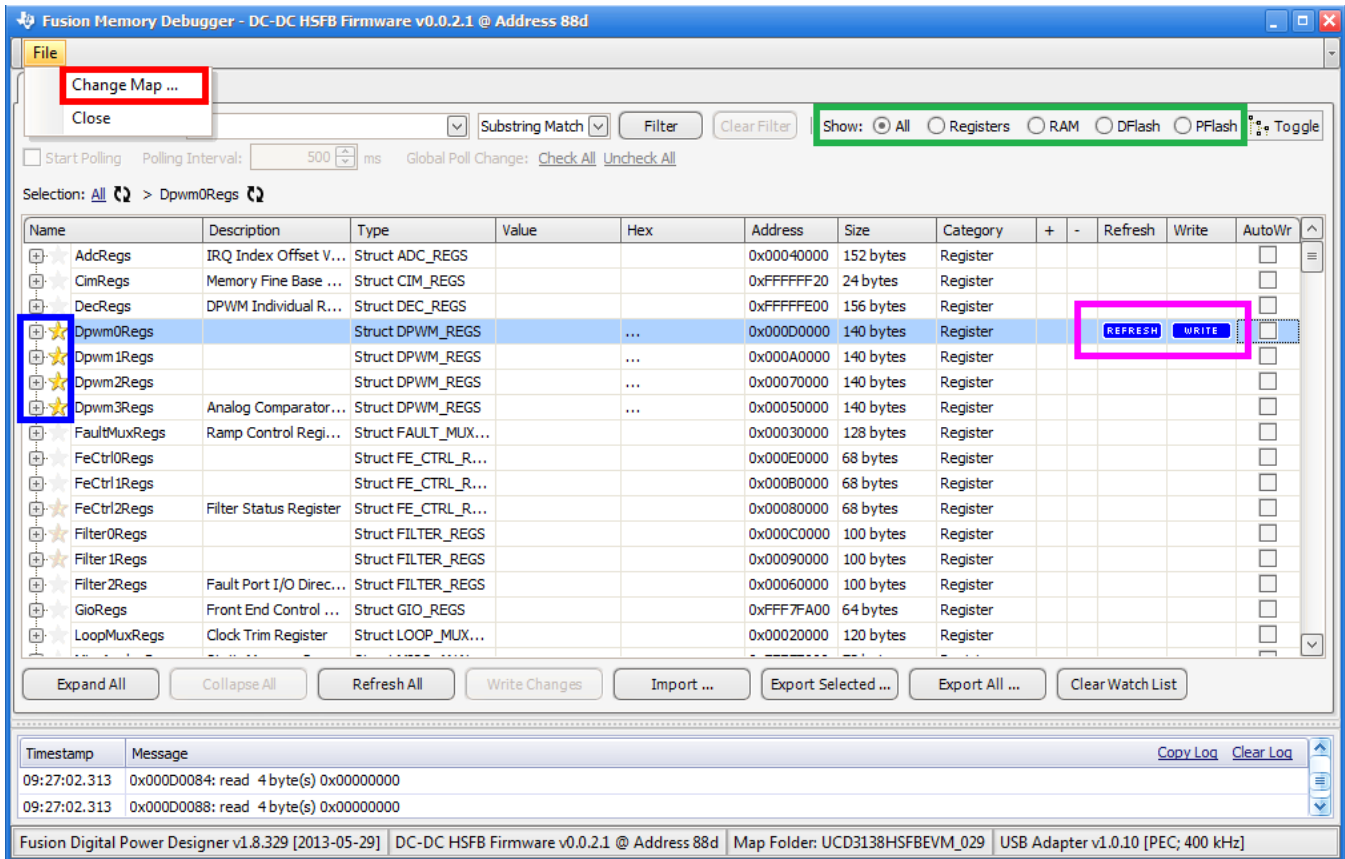 Fusion Memory Debugger - DC-DC HSFB Firmware v0.0.2.1 @ Address 88d
File
Change Map ...
Close
Substring Match Filter Clear Filter Show: All Registers RAM DFlash PFlash Toggle
Start Polling Polling Interval: 500 ms Global Poll Change: Check All Uncheck All
Selection: All > Dpwm0Regs
Name Description Type Value Hex Address Size Category + - Refresh Write AutoWr
AdcRegs IRQ Index Offset V... Struct ADC_REGS 0x00040000 152 bytes Register
CimRegs Memory Fine Base ... Struct CIM_REGS 0xFFFFFF20 24 bytes Register
DecRegs DPWM Individual R... Struct DEC_REGS 0xFFFFFE00 156 bytes Register
Dpwm0Regs Struct DPWM_REGS ... 0x000D0000 140 bytes Register REFRESH WRITE
Dpwm1Regs Struct DPWM_REGS ... 0x000A0000 140 bytes Register
Dpwm2Regs Struct DPWM_REGS ... 0x00070000 140 bytes Register
Dpwm3Regs Analog Comparator... Struct DPWM_REGS ... 0x00050000 140 bytes Register
FaultMuxRegs Ramp Control Regi... Struct FAULT_MUX... 0x00030000 128 bytes Register
FeCtrl0Regs Struct FE_CTRL_R... 0x000E0000 68 bytes Register
FeCtrl1Regs Struct FE_CTRL_R... 0x000B0000 68 bytes Register
FeCtrl2Regs Filter Status Register Struct FE_CTRL_R... 0x00080000 68 bytes Register
Filter0Regs Struct FILTER_REGS 0x000C0000 100 bytes Register
Filter1Regs Struct FILTER_REGS 0x00090000 100 bytes Register
Filter2Regs Fault Port I/O Direc... Struct FILTER_REGS 0x00060000 100 bytes Register
GioRegs Front End Control ... Struct GIO_REGS 0xFFF7FA00 64 bytes Register
LoopMuxRegs Clock Trim Register Struct LOOP_MUX... 0x00020000 120 bytes Register
Expand All Collapse All Refresh All Write Changes Import ... Export Selected ... Export All ... Clear Watch List
Timestamp Message Copy Log Clear Log
09:27:02.313 0x000D0084: read 4 byte(s) 0x00000000
09:27:02.313 0x000D0088: read 4 byte(s) 0x00000000
Fusion Digital Power Designer v1.8.329 [2013-05-29] DC-DC HSFB Firmware v0.0.2.1 @ Address 88d Map Folder: UCD3138HSFBEVM_029 USB Adapter v1.0.10 [PEC; 400 kHz]